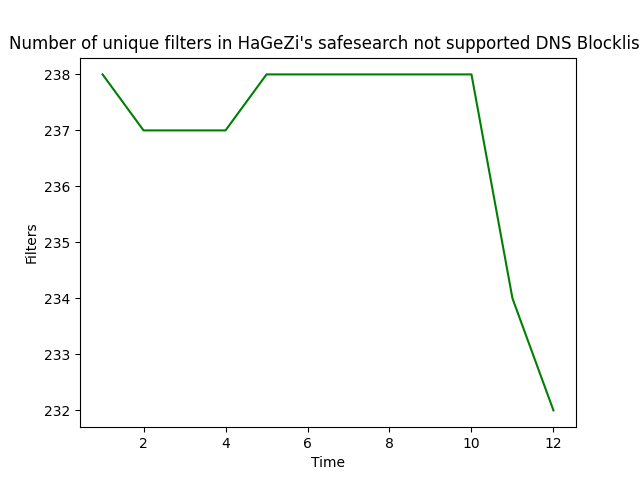 Number of unique filters in HaGeZi's safesearch not supported DNS Blocklis
238
237
236
235
234
233
232
Filters
2 4 6 8 10 12
Time